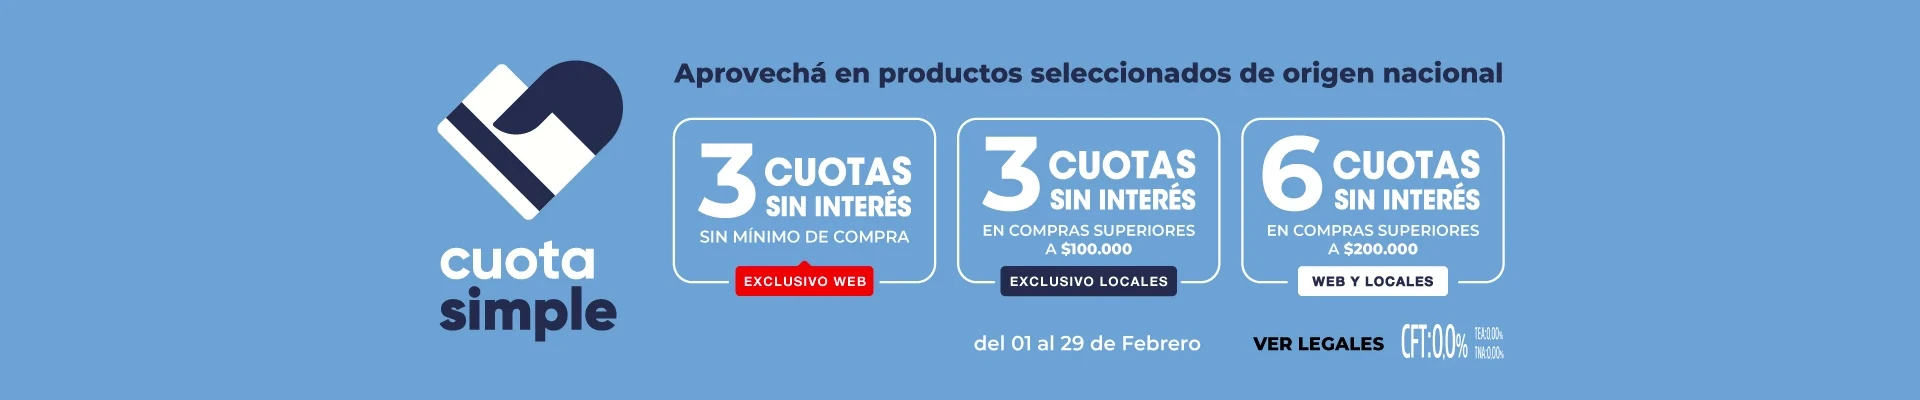 cuota
simple
Aprovechá en productos seleccionados de origen nacional
3 CUOTAS
SIN INTERÉS
SIN MÍNIMO DE COMPRA
EXCLUSIVO WEB
3 CUOTAS
SIN INTERÉS
EN COMPRAS SUPERIORES
A $100.000
EXCLUSIVO LOCALES
6 CUOTAS
SIN INTERÉS
EN COMPRAS SUPERIORES
A $200.000
WEB Y LOCALES
del 01 al 29 de Febrero
VER LEGALES
CFT:0,0%
TEA:0,00%
TNA:0,00%